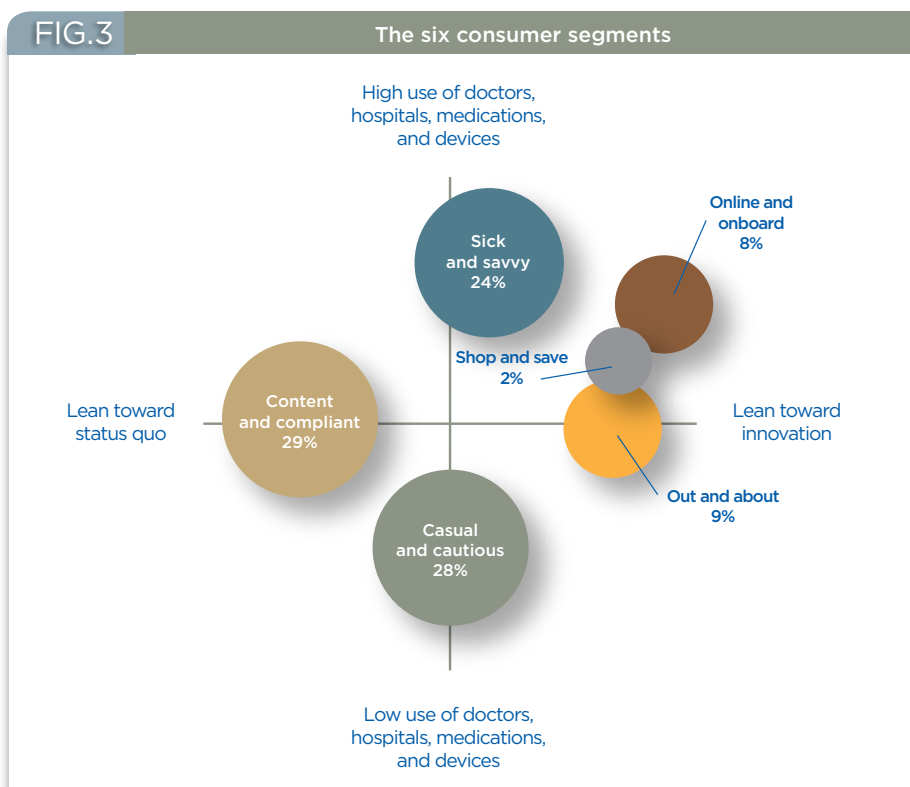 FIG.3
The six consumer segments
High use of doctors,
hospitals, medications,
and devices
Online and
onboard
8%
Sick
and savvy
24%
Shop and save
2%
Content
and compliant
29%
Lean toward
status quo
Lean toward
innovation
Out and about
9%
Casual
and cautious
28%
Low use of doctors,
hospitals, medications,
and devices